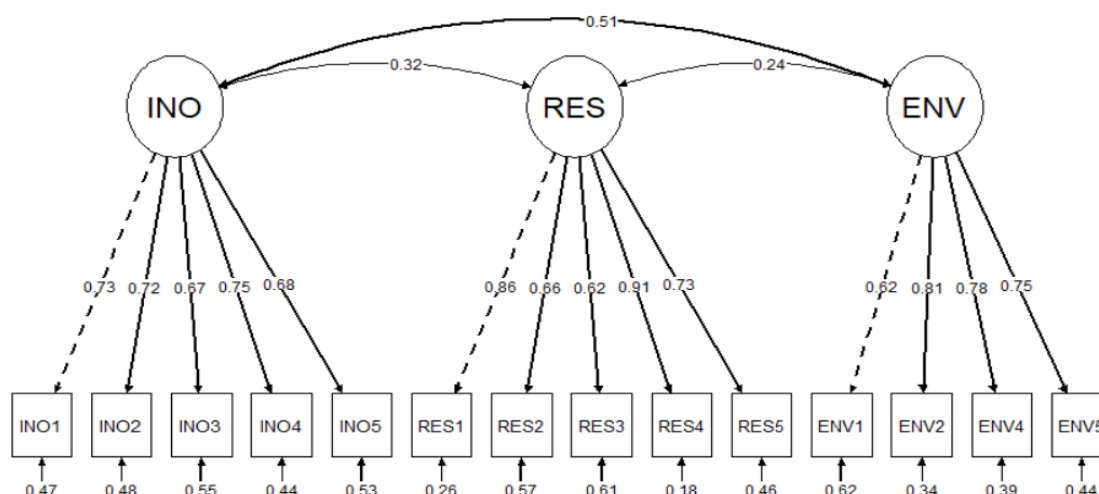 0.51
0.32 0.24
INO RES ENV
0.73 0.72 0.67 0.75 0.68 0.86 0.66 0.62 0.91 0.73 0.62 0.81 0.78 0.75
INO1 INO2 INO3 INO4 INO5 RES1 RES2 RES3 RES4 RES5 ENV1 ENV2 ENV4 ENV5
0.47 0.48 0.55 0.44 0.53 0.26 0.57 0.61 0.18 0.46 0.62 0.34 0.39 0.44